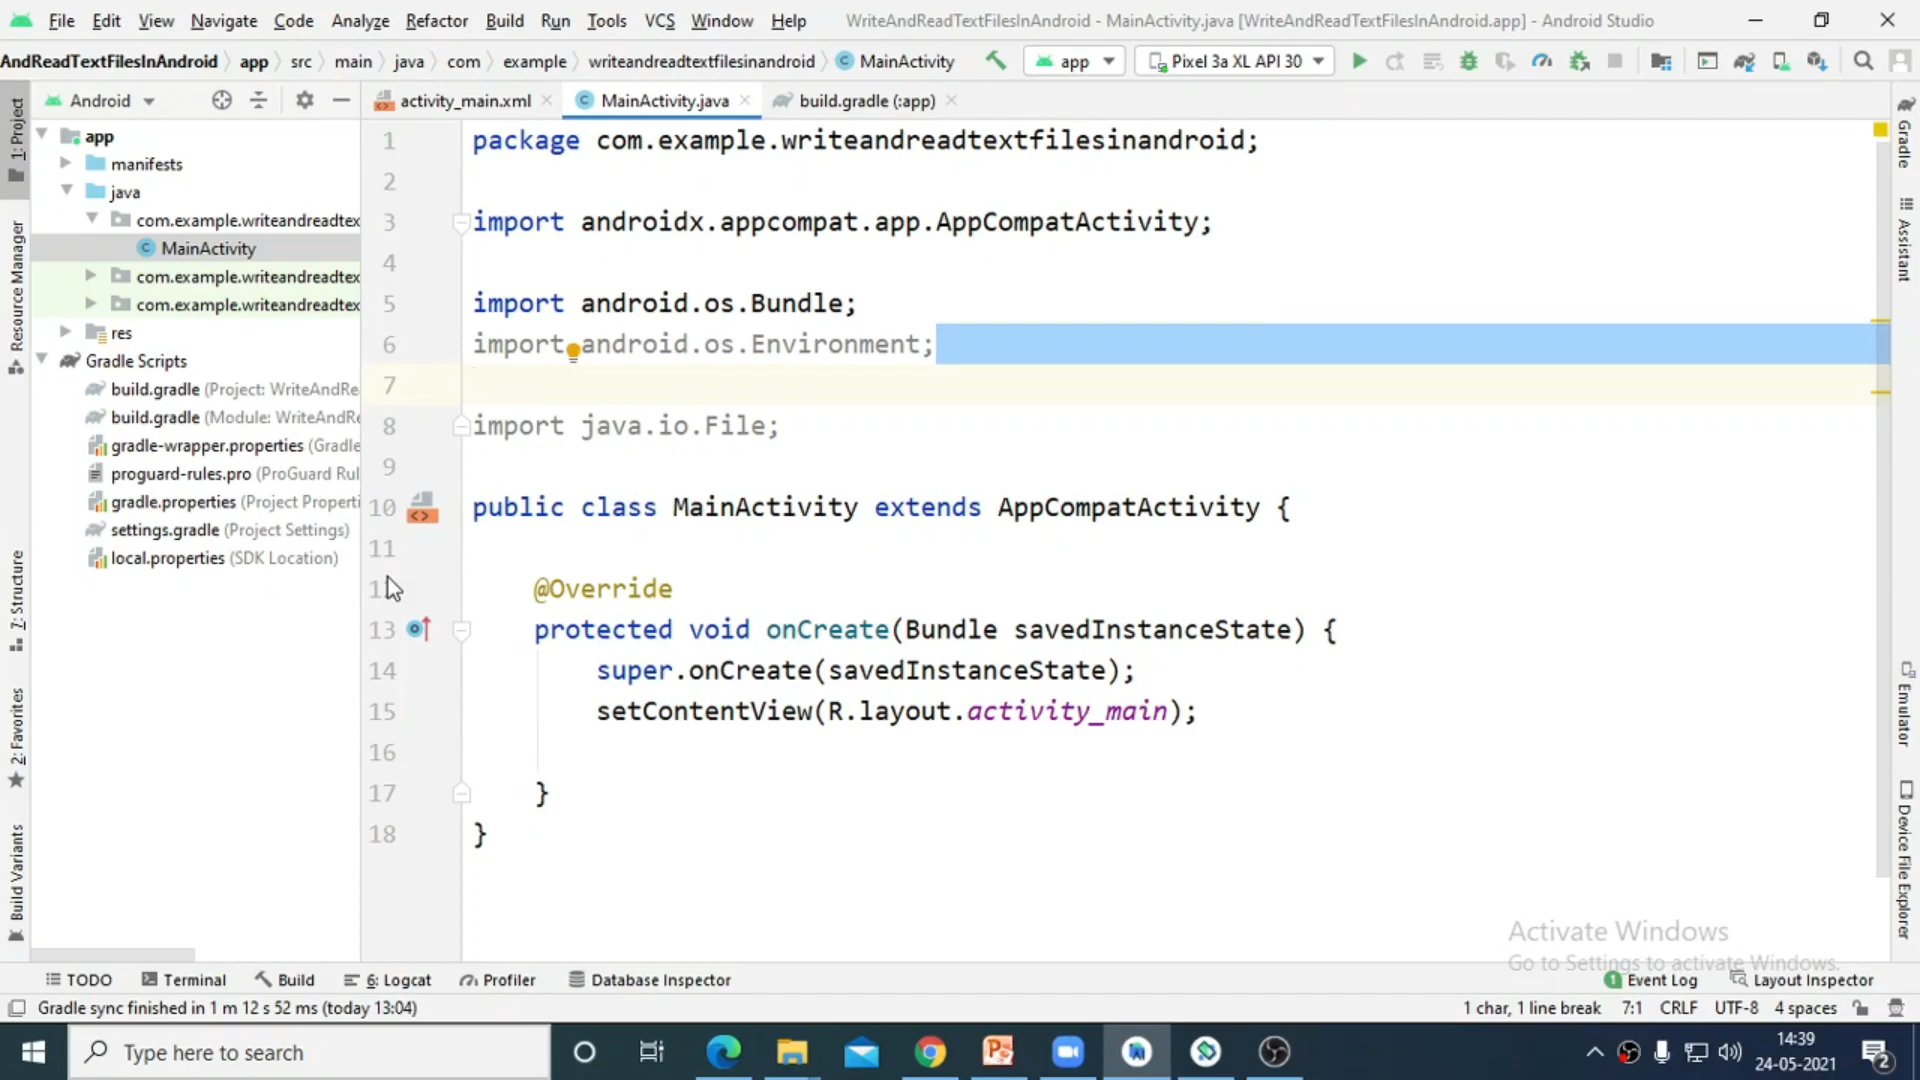 File Edit View Navigate Code Analyze Refactor Build Run Tools VCS Window Help WriteAndReadTextFilesInAndroid - MainActivity.java [WriteAndReadTextFilesInAndroid.app] - Android Studio
AndReadTextFilesInAndroid app src main java com example writeandreadtextfilesinandroid MainActivity app Pixel 3a XL API 30
Android activity_main.xml MainActivity.java build.gradle (:app)
1: Project
Resource Manager
7: Structure
2: Favorites
Build Variants
app
manifests
java
com.example.writeandreadtex
MainActivity
com.example.writeandreadtex
com.example.writeandreadtex
res
Gradle Scripts
build.gradle (Project: WriteAndRe
build.gradle (Module: WriteAndRe
gradle-wrapper.properties (Gradle
proguard-rules.pro (ProGuard Rul
gradle.properties (Project Properti
settings.gradle (Project Settings)
local.properties (SDK Location)
1 package com.example.writeandreadtextfilesinandroid;
2
3 import androidx.appcompat.app.AppCompatActivity;
4
5 import android.os.Bundle;
6 import android.os.Environment;
7
8 import java.io.File;
9
10 public class MainActivity extends AppCompatActivity {
11
@Override
13 protected void onCreate(Bundle savedInstanceState) {
14 super.onCreate(savedInstanceState);
15 setContentView(R.layout.activity_main);
16
17 }
18 }
Gradle
Assistant
Emulator
Device File Explorer
Activate Windows
Go to Settings to activate Windows.
TODO Terminal Build 6: Logcat Profiler Database Inspector 1 Event Log Layout Inspector
Gradle sync finished in 1 m 12 s 52 ms (today 13:04) 1 char, 1 line break 7:1 CRLF UTF-8 4 spaces
Type here to search 14:39
24-05-2021 2